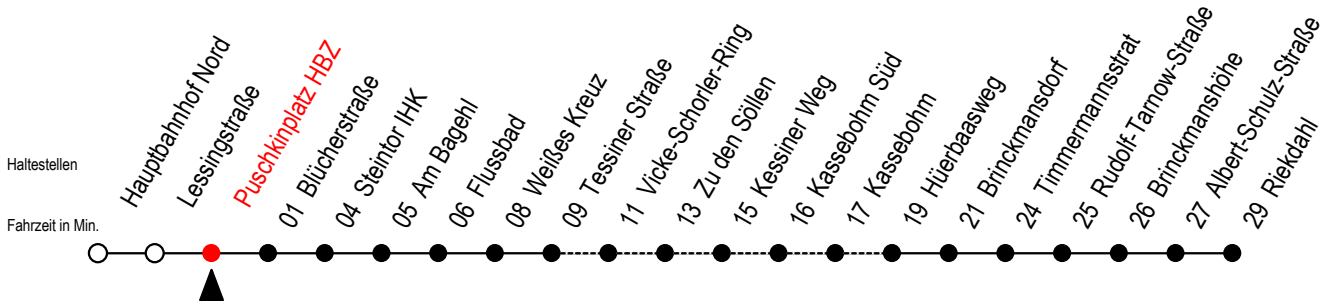 Haltestellen
Fahrzeit in Min.
Hauptbahnhof Nord
Lessingstraße
Puschkinplatz HBZ
01 Blücherstraße
04 Steintor IHK
05 Am Bagehl
06 Flussbad
08 Weißes Kreuz
09 Tessiner Straße
11 Vicke-Schorler-Ring
13 Zu den Söllen
15 Kessiner Weg
16 Kassebohm Süd
17 Kassebohm
19 Hüerbaasweg
21 Brinckmansdorf
24 Timmermannsstrat
25 Rudolf-Tarnow-Straße
26 Brinckmanshöhe
27 Albert-Schulz-Straße
29 Riekdahl